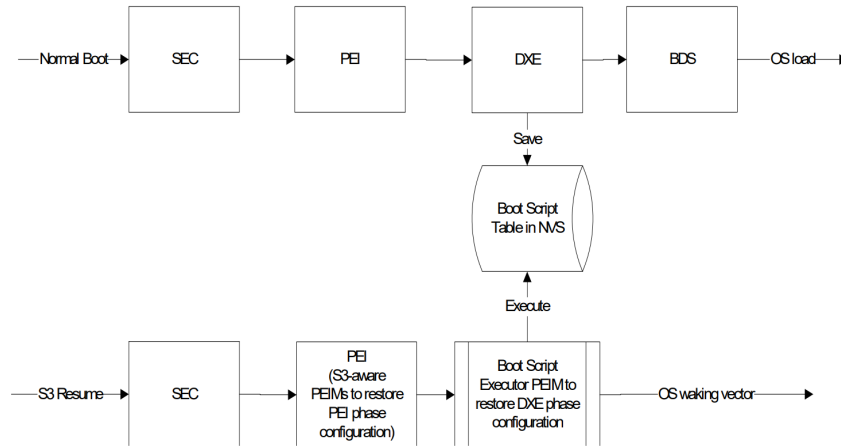 Normal Boot
SEC
PEI
DXE
BDS
OS load
Save
Boot Script
Table in NVS
Execute
S3 Resume
SEC
PEI
(S3-aware
PEIMs to restore
PEI phase
configuration)
Boot Script
Executor PEIM to
restore DXE phase
configuration
OS waking vector